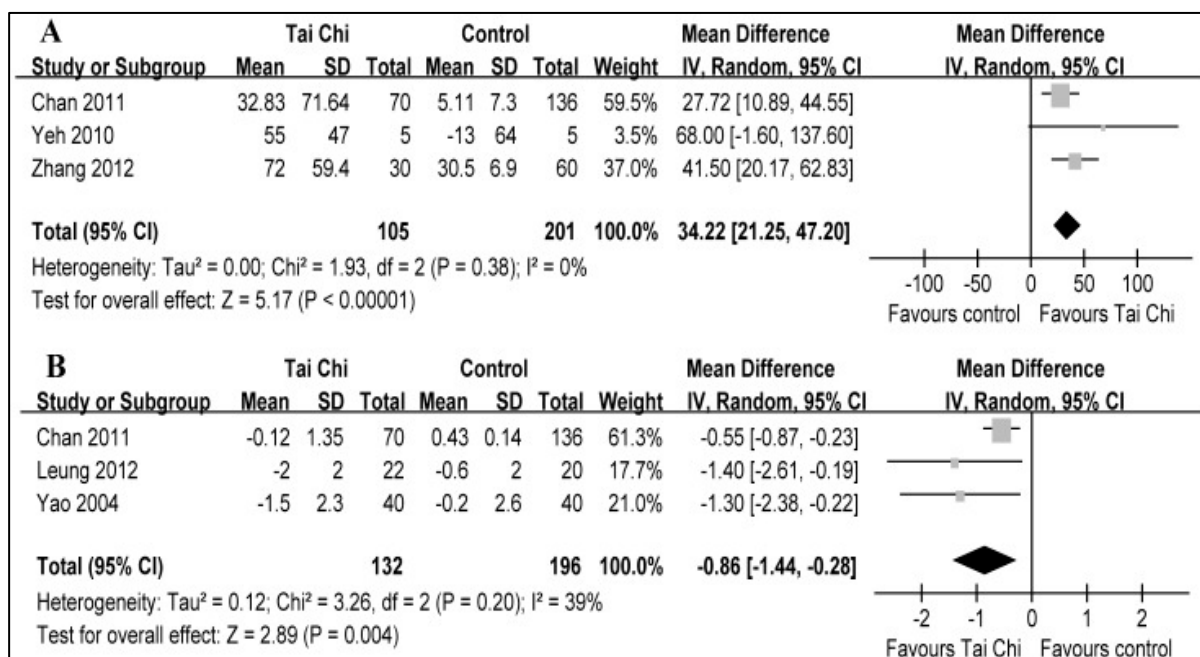 A Tai Chi Control Mean Difference Mean Difference
Study or Subgroup Mean SD Total Mean SD Total Weight IV, Random, 95% CI IV, Random, 95% CI
Chan 2011 32.83 71.64 70 5.11 7.3 136 59.5% 27.72 [10.89, 44.55]
Yeh 2010 55 47 5 -13 64 5 3.5% 68.00 [-1.60, 137.60]
Zhang 2012 72 59.4 30 30.5 6.9 60 37.0% 41.50 [20.17, 62.83]
Total (95% CI) 105 201 100.0% 34.22 [21.25, 47.20]
Heterogeneity: Tau² = 0.00; Chi² = 1.93, df = 2 (P = 0.38); I² = 0%
Test for overall effect: Z = 5.17 (P < 0.00001)
-100 -50 0 50 100
Favours control Favours Tai Chi
B Tai Chi Control Mean Difference Mean Difference
Study or Subgroup Mean SD Total Mean SD Total Weight IV, Random, 95% CI IV, Random, 95% CI
Chan 2011 -0.12 1.35 70 0.43 0.14 136 61.3% -0.55 [-0.87, -0.23]
Leung 2012 -2 2 22 -0.6 2 20 17.7% -1.40 [-2.61, -0.19]
Yao 2004 -1.5 2.3 40 -0.2 2.6 40 21.0% -1.30 [-2.38, -0.22]
Total (95% CI) 132 196 100.0% -0.86 [-1.44, -0.28]
Heterogeneity: Tau² = 0.12; Chi² = 3.26, df = 2 (P = 0.20); I² = 39%
Test for overall effect: Z = 2.89 (P = 0.004)
-2 -1 0 1 2
Favours Tai Chi Favours control